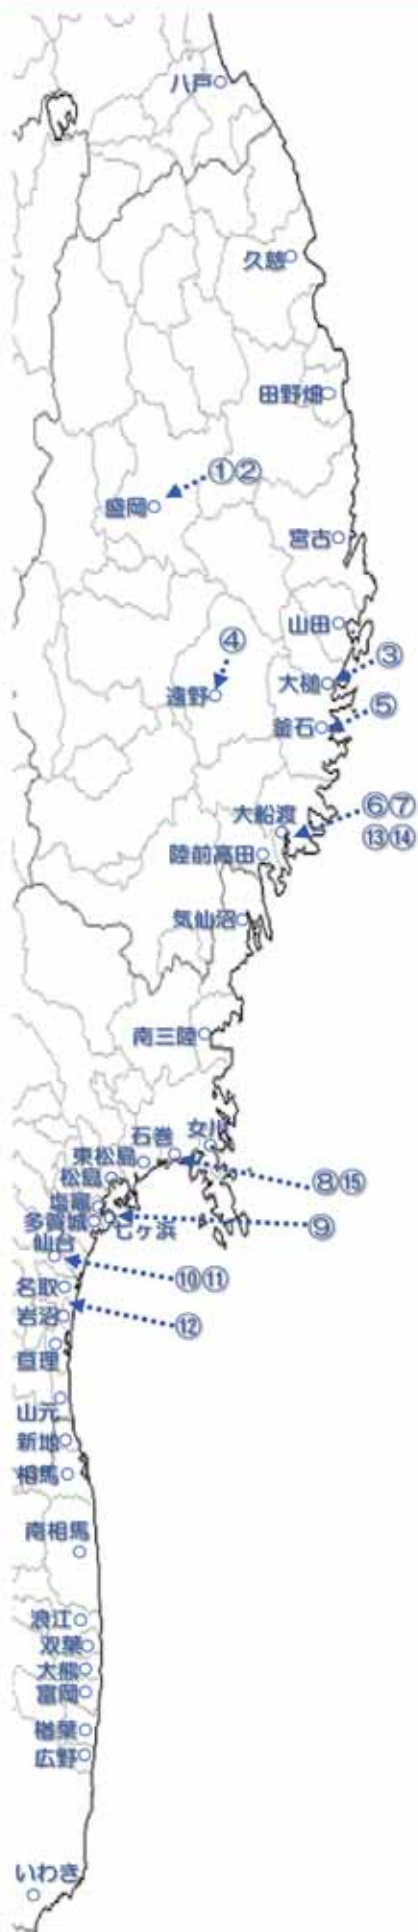 八戸
久慈
田野畑
①②
盛岡
宮古
山田
④
③
大槌
遠野
⑤
釜石
大船渡
⑥⑦
⑬⑭
陸前高田
気仙沼
南三陸
女川
石巻
東松島
松島
⑧⑮
塩竈
多賀城
七ヶ浜
⑨
仙台
⑩⑪
名取
岩沼
⑫
亘理
山元
新地
相馬
南相馬
浪江
双葉
大熊
富岡
楢葉
広野
いわき